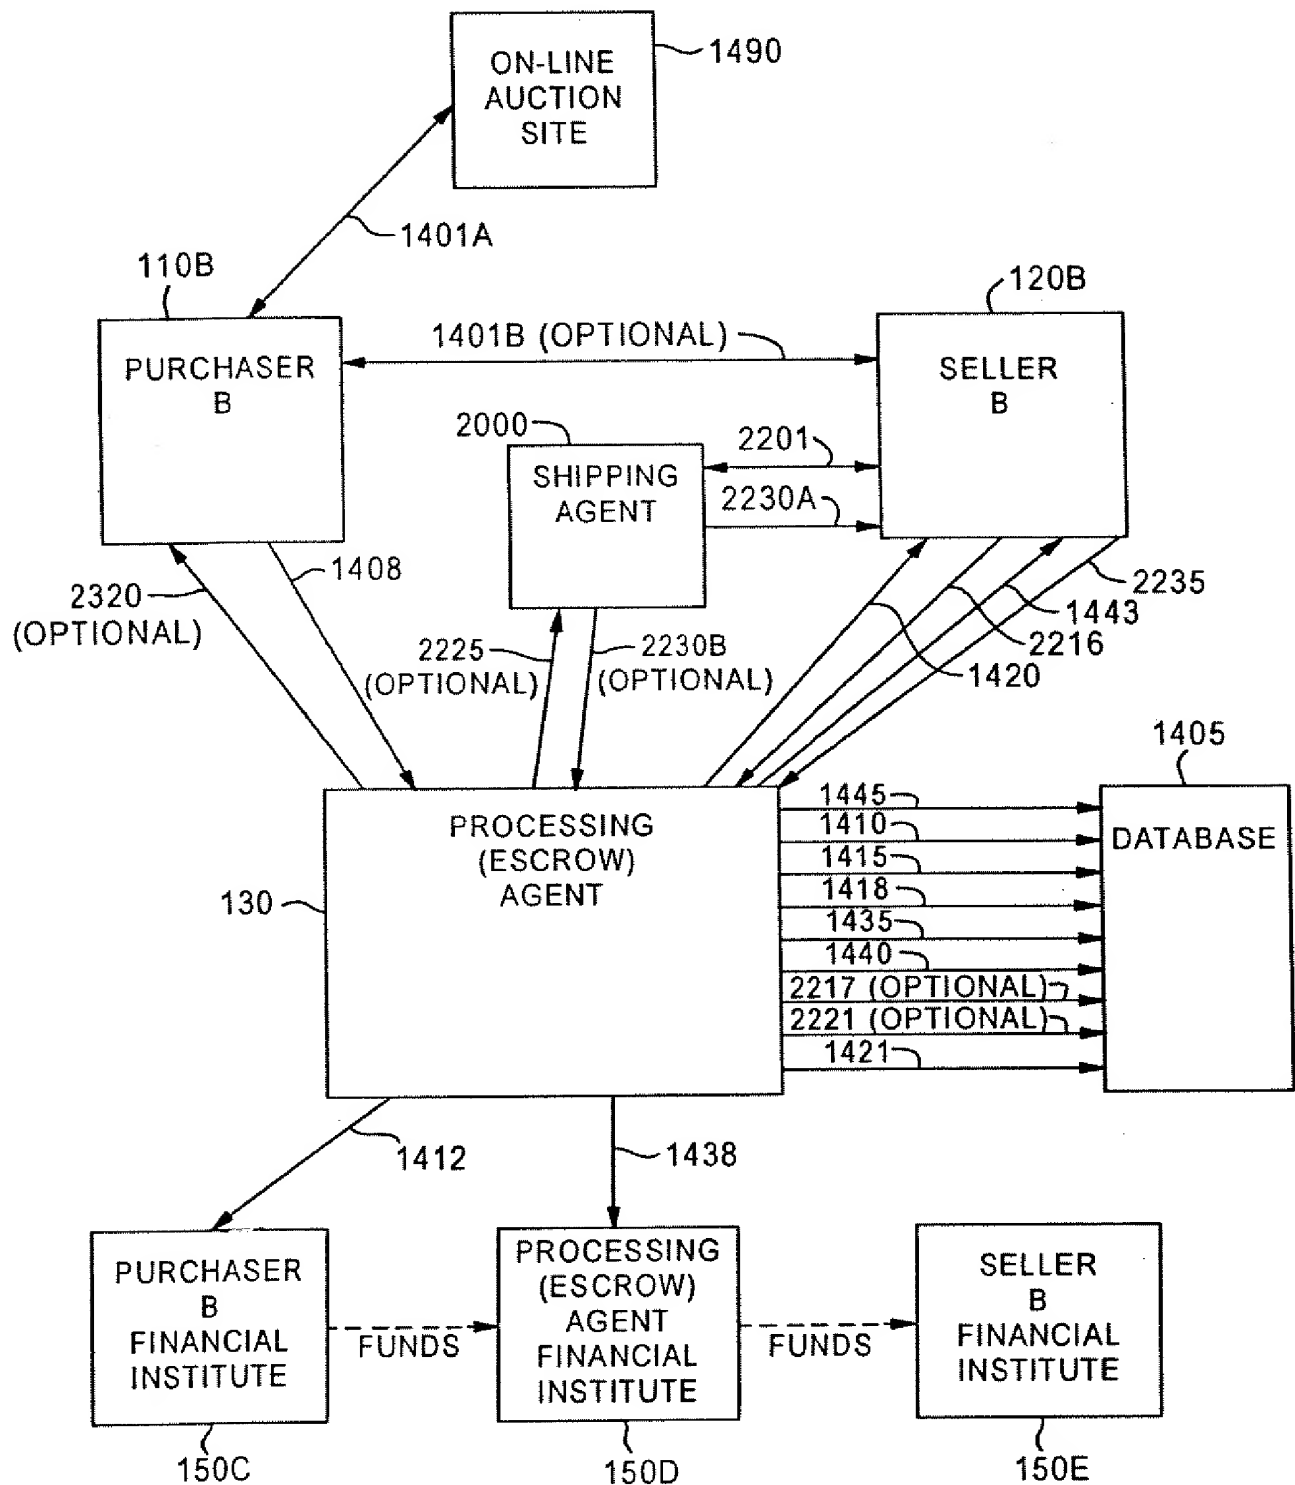 ON-LINE
AUCTION
SITE
1490
1401A
110B
120B
1401B (OPTIONAL)
PURCHASER
B
SELLER
B
2000
2201
SHIPPING
AGENT
2230A
1408
2320
(OPTIONAL)
2235
1443
2216
1420
2225
(OPTIONAL)
2230B
(OPTIONAL)
1405
PROCESSING
(ESCROW)
AGENT
130
1445
1410
1415
1418
1435
1440
2217 (OPTIONAL)
2221 (OPTIONAL)
1421
DATABASE
1412
1438
PURCHASER
B
FINANCIAL
INSTITUTE
FUNDS
PROCESSING
(ESCROW)
AGENT
FINANCIAL
INSTITUTE
FUNDS
SELLER
B
FINANCIAL
INSTITUTE
150C
150D
150E